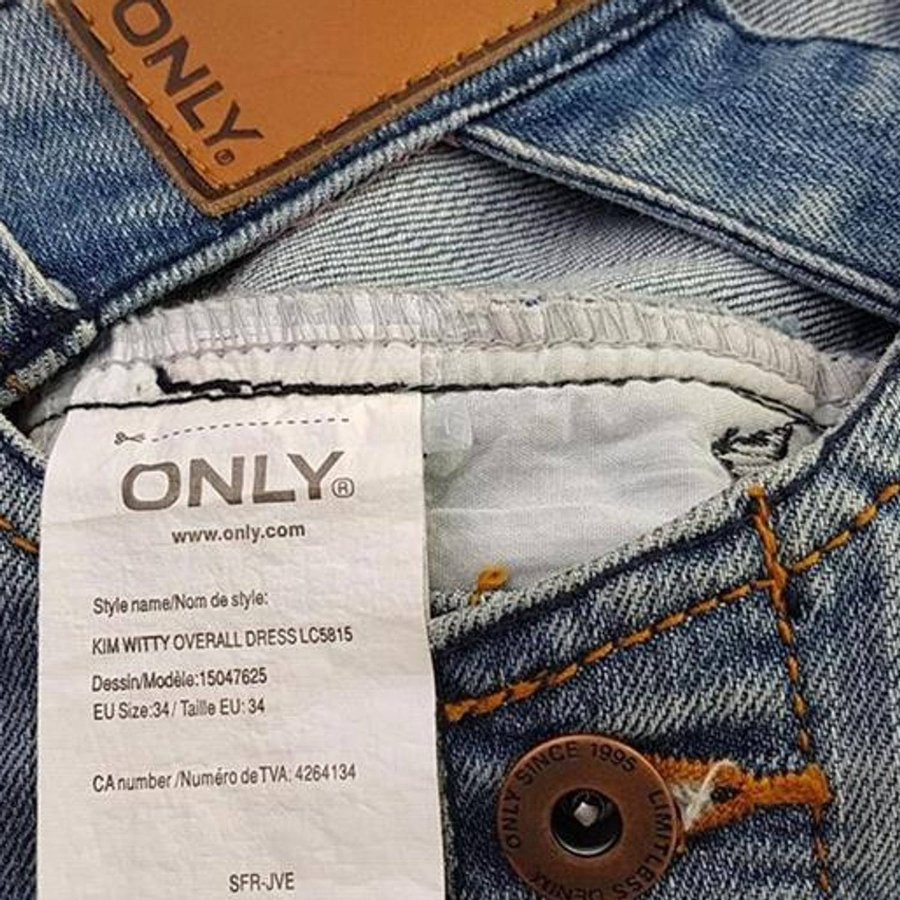 ONLY®
ONLY®
www.only.com
Style name/Nom de style:
KIM WITTY OVERALL DRESS LC5815
Dessin/Modèle:15047625
EU Size:34/ Taille EU: 34
CA number /Numéro de TVA: 4264134
SFR-JVE
ONLY SINCE 1995
LIMITLESS DENIM